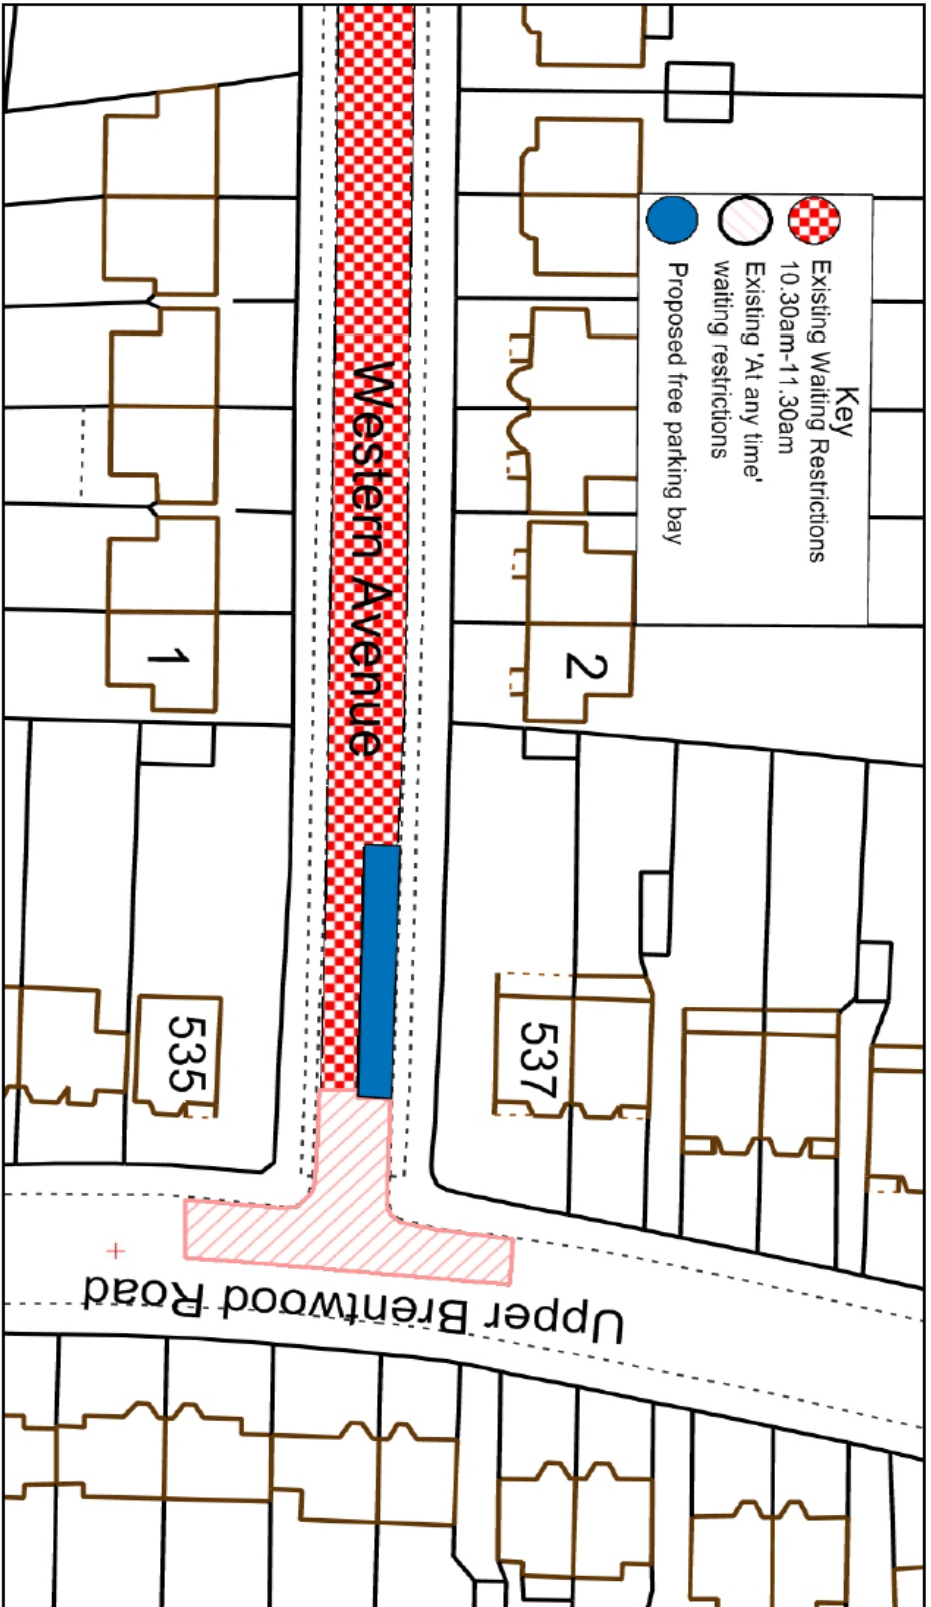 Key
Existing Waiting Restrictions
10.30am-11.30am
Existing 'At any time'
waiting restrictions
Proposed free parking bay
Western Avenue
2
1
537
535
Upper Brentwood Road